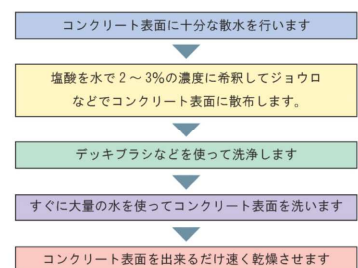 コンクリート表面に十分な散水を行います
塩酸を水で2～3%の濃度に希釈してジョウロ
などでコンクリート表面に散布します。
デッキブラシなどを使って洗浄します
すぐに大量の水を使ってコンクリート表面を洗います
コンクリート表面を出来るだけ速く乾燥させます